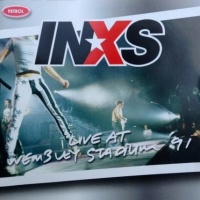 PETROL
INXS
LIVE AT
WEMBLEY STADIUM '91